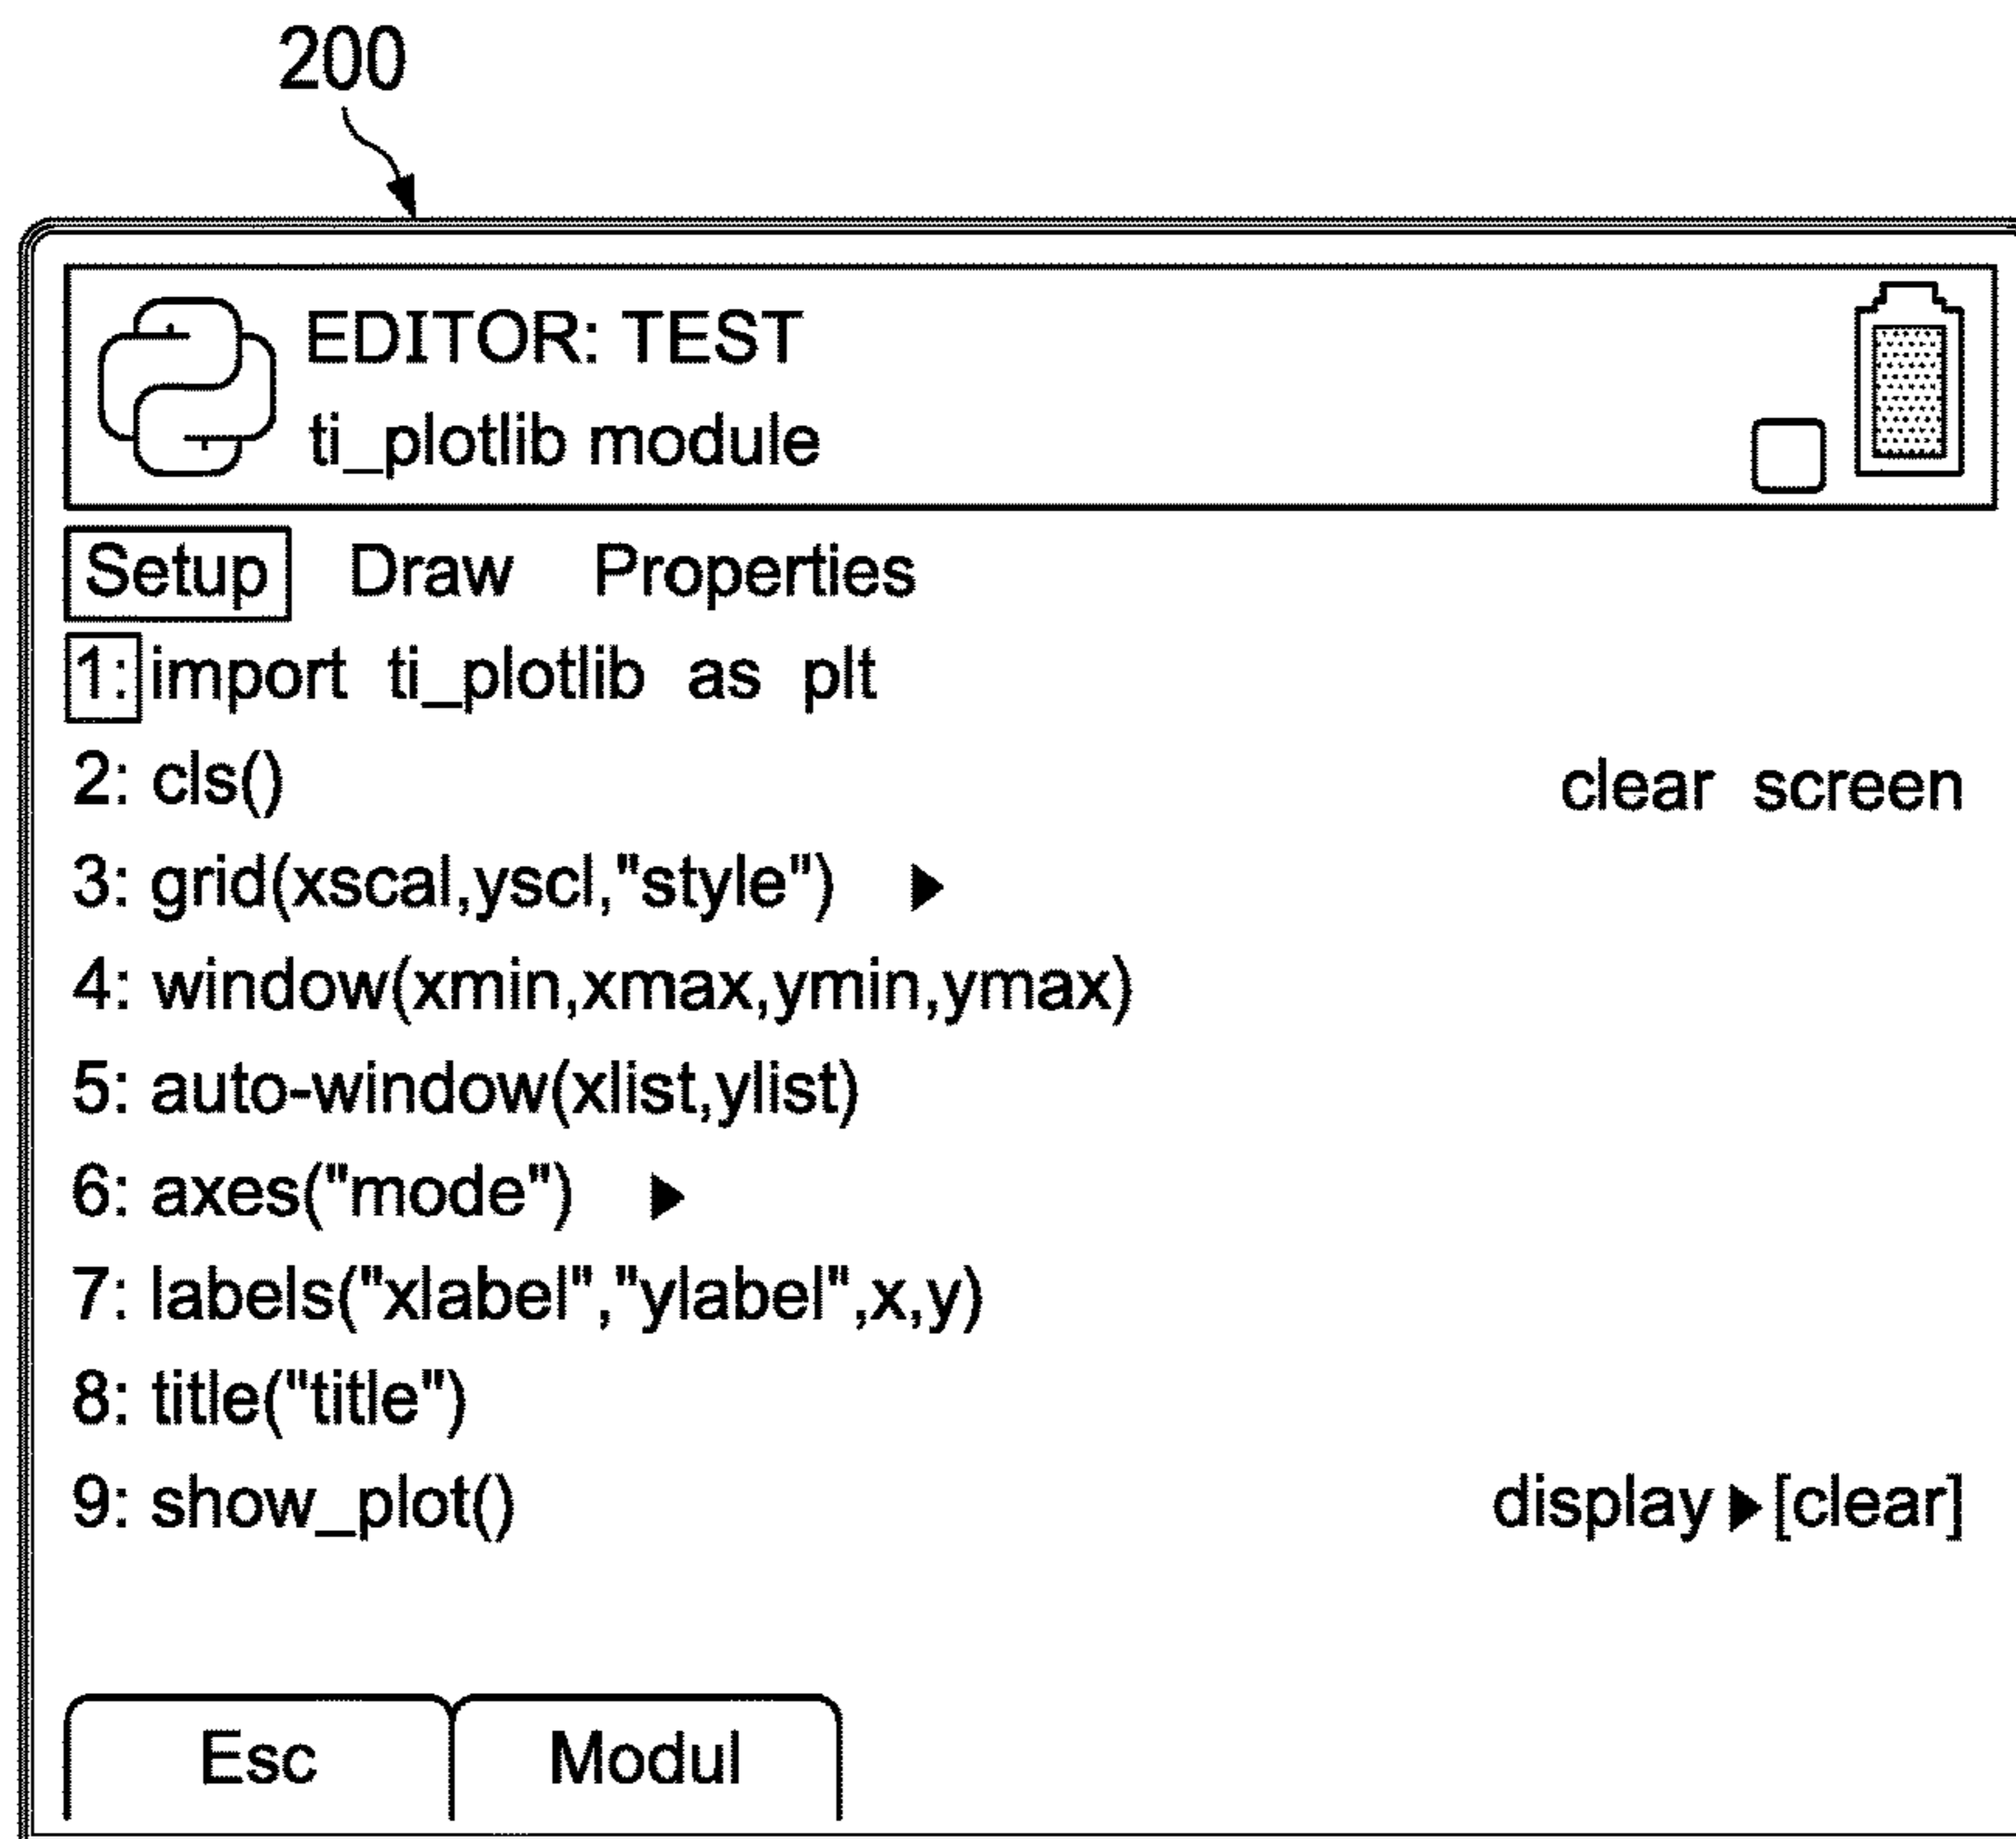 200
EDITOR: TEST
ti_plotlib module
Setup Draw Properties
1: import ti_plotlib as plt
2: cls() clear screen
3: grid(xscal,yscl,"style") ▶
4: window(xmin,xmax,ymin,ymax)
5: auto-window(xlist,ylist)
6: axes("mode") ▶
7: labels("xlabel","ylabel",x,y)
8: title("title")
9: show_plot() display ▶ [clear]
Esc Modul